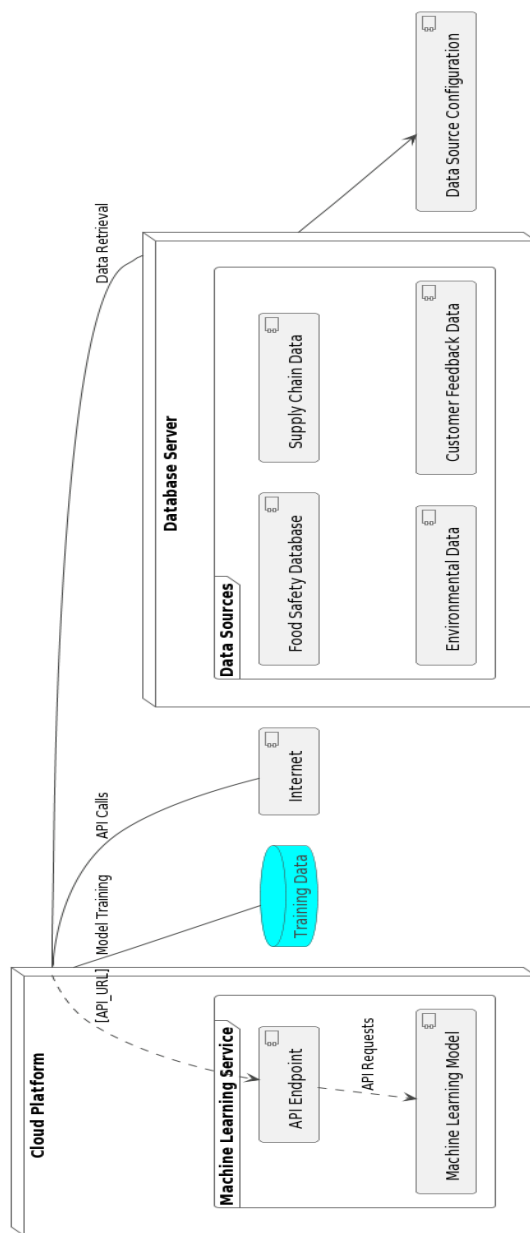 Cloud Platform
Machine Learning Service
API Endpoint
Machine Learning Model
API Requests
[API_URL]
Model Training
API Calls
Data Retrieval
Training Data
Internet
Database Server
Data Sources
Food Safety Database
Supply Chain Data
Environmental Data
Customer Feedback Data
Data Source Configuration